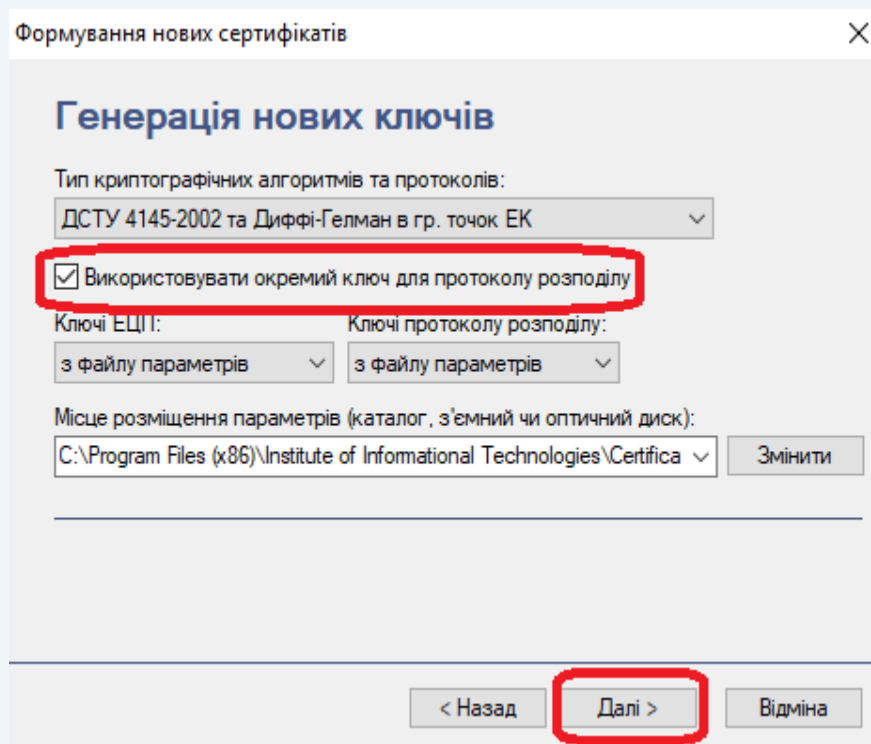 Формування нових сертифікатів
Генерація нових ключів
Тип криптографічних алгоритмів та протоколів:
ДСТУ 4145-2002 та Диффі-Гелман в гр. точок ЕК
Використовувати окремий ключ для протоколу розподілу
Ключі ЕЦП: Ключі протоколу розподілу:
з файлу параметрів з файлу параметрів
Місце розміщення параметрів (каталог, з'ємний чи оптичний диск):
C:\Program Files (x86)\Institute of Informational Technologies\Certifica Змінити
< Назад Далі > Відміна